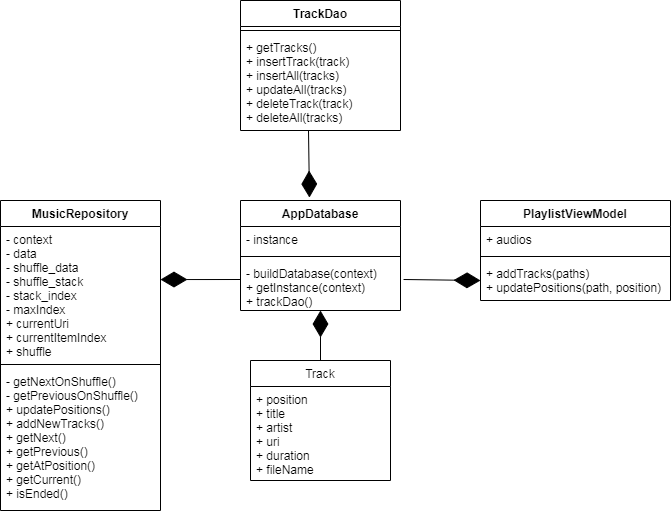 TrackDao
+ getTracks()
+ insertTrack(track)
+ insertAll(tracks)
+ updateAll(tracks)
+ deleteTrack(track)
+ deleteAll(tracks)
MusicRepository
- context
- data
- shuffle_data
- shuffle_stack
- stack_index
- maxIndex
+ currentUri
+ currentItemIndex
+ shuffle
- getNextOnShuffle()
- getPreviousOnShuffle()
+ updatePositions()
+ addNewTracks()
+ getNext()
+ getPrevious()
+ getAtPosition()
+ getCurrent()
+ isEnded()
AppDatabase
- instance
- buildDatabase(context)
+ getInstance(context)
+ trackDao()
PlaylistViewModel
+ audios
+ addTracks(paths)
+ updatePositions(path, position)
Track
+ position
+ title
+ artist
+ uri
+ duration
+ fileName